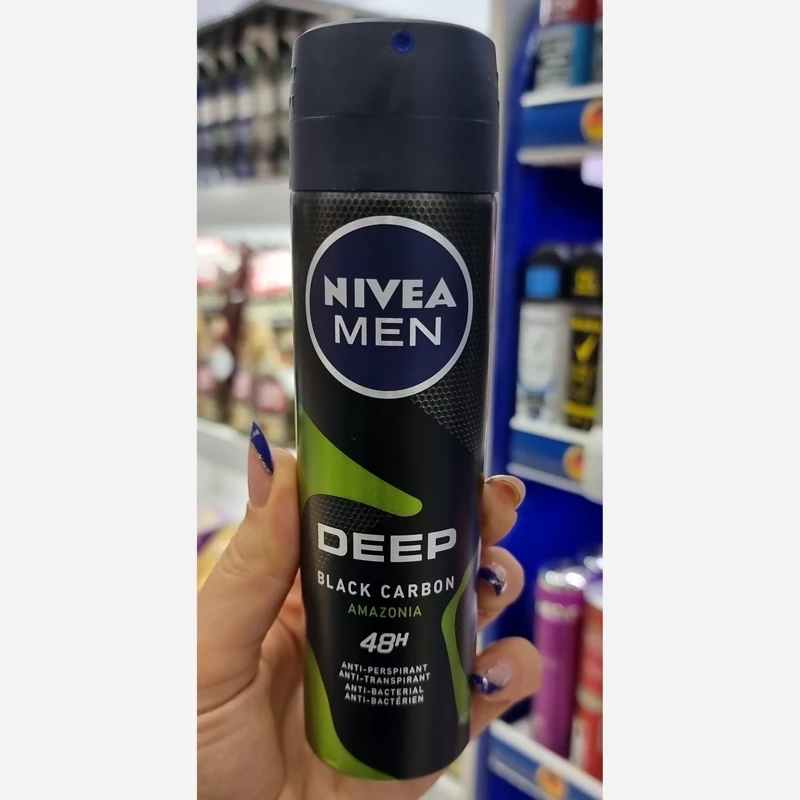 NIVEA
MEN
DEEP
BLACK CARBON
AMAZONIA
48H
ANTI-PERSPIRANT
ANTI-TRANSPIRANT
ANTI-BACTERIAL
ANTI-BACTÉRIEN